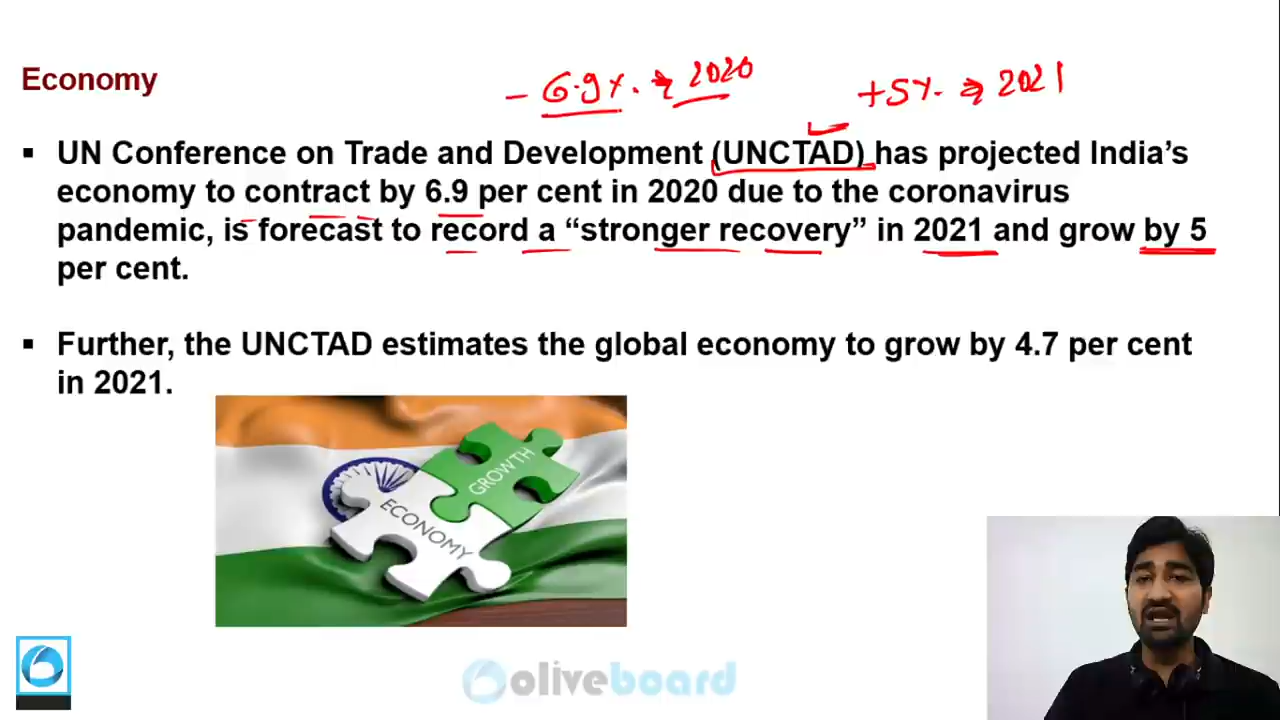 Economy
- 6.9%. → 2020 +5%. → 2021
▪ UN Conference on Trade and Development (UNCTAD) has projected India’s
economy to contract by 6.9 per cent in 2020 due to the coronavirus
pandemic, is forecast to record a “stronger recovery” in 2021 and grow by 5
per cent.
▪ Further, the UNCTAD estimates the global economy to grow by 4.7 per cent
in 2021.
GROWTH
ECONOMY
oliveboard